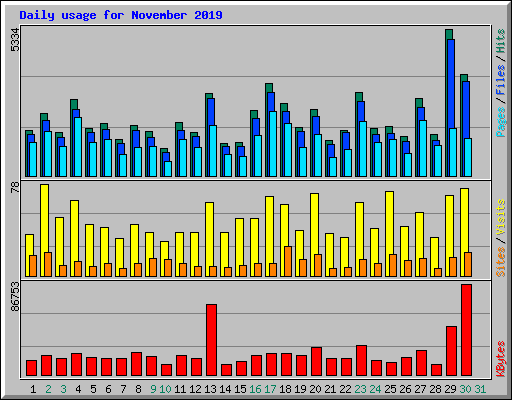 Daily usage for November 2019
5334
Pages / Files / Hits
78
Sites / Visits
86753
KBytes
1 2 3 4 5 6 7 8 9 10 11 12 13 14 15 16 17 18 19 20 21 22 23 24 25 26 27 28 29 30 31